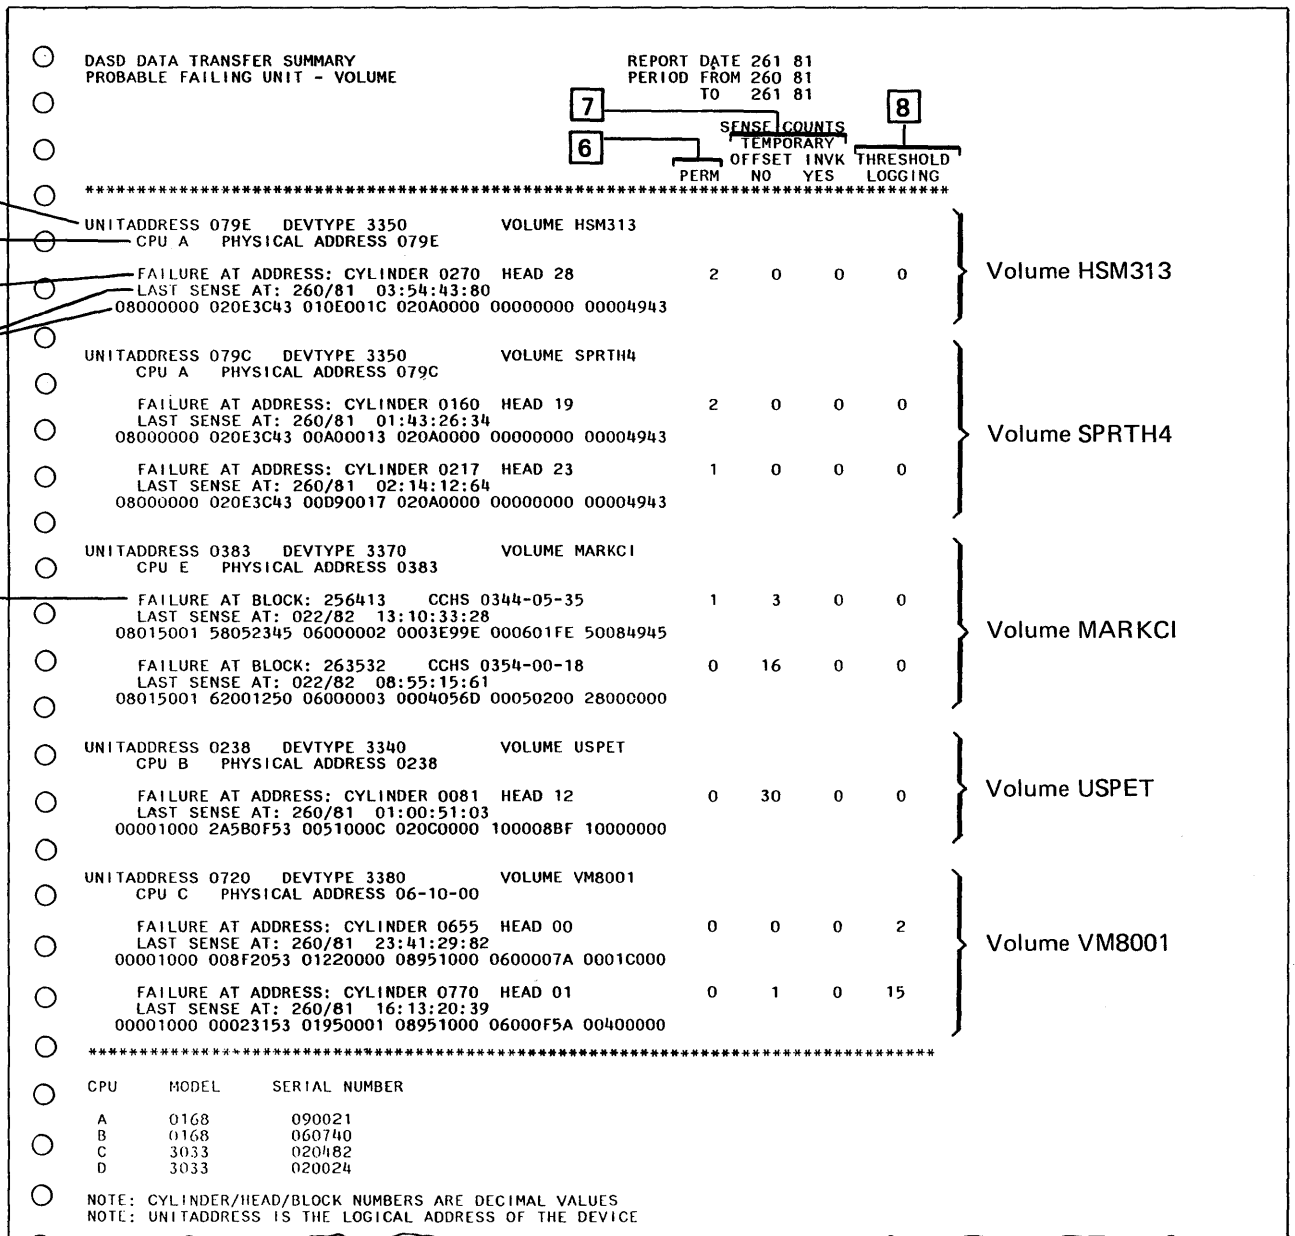 DASD DATA TRANSFER SUMMARY REPORT DATE 261 81
PROBABLE FAILING UNIT - VOLUME PERIOD FROM 260 81
TO 261 81
7 8
SENSE COUNTS
6 TEMPORARY
OFFSET INVK THRESHOLD
PERM NO YES LOGGING
*************************************************************************************
UNITADDRESS 079E DEVTYPE 3350 VOLUME HSM313
CPU A PHYSICAL ADDRESS 079E
FAILURE AT ADDRESS: CYLINDER 0270 HEAD 28 2 0 0 0 Volume HSM313
LAST SENSE AT: 260/81 03:54:43:80
08000000 020E3C43 010E001C 020A0000 00000000 00004943
UNITADDRESS 079C DEVTYPE 3350 VOLUME SPRTH4
CPU A PHYSICAL ADDRESS 079C
FAILURE AT ADDRESS: CYLINDER 0160 HEAD 19 2 0 0 0
LAST SENSE AT: 260/81 01:43:26:34
08000000 020E3C43 00A00013 020A0000 00000000 00004943 Volume SPRTH4
FAILURE AT ADDRESS: CYLINDER 0217 HEAD 23 1 0 0 0
LAST SENSE AT: 260/81 02:14:12:64
08000000 020E3C43 00D90017 020A0000 00000000 00004943
UNITADDRESS 0383 DEVTYPE 3370 VOLUME MARKCI
CPU E PHYSICAL ADDRESS 0383
FAILURE AT BLOCK: 256413 CCHS 0344-05-35 1 3 0 0
LAST SENSE AT: 022/82 13:10:33:28
08015001 58052345 06000002 0003E99E 000601FE 50084945 Volume MARKCI
FAILURE AT BLOCK: 263532 CCHS 0354-00-18 0 16 0 0
LAST SENSE AT: 022/82 08:55:15:61
08015001 62001250 06000003 0004056D 00050200 28000000
UNITADDRESS 0238 DEVTYPE 3340 VOLUME USPET
CPU B PHYSICAL ADDRESS 0238
FAILURE AT ADDRESS: CYLINDER 0081 HEAD 12 0 30 0 0 Volume USPET
LAST SENSE AT: 260/81 01:00:51:03
00001000 2A5B0F53 0051000C 020C0000 100008BF 10000000
UNITADDRESS 0720 DEVTYPE 3380 VOLUME VM8001
CPU C PHYSICAL ADDRESS 06-10-00
FAILURE AT ADDRESS: CYLINDER 0655 HEAD 00 0 0 0 2
LAST SENSE AT: 260/81 23:41:29:82 Volume VM8001
00001000 008F2053 01220000 08951000 0600007A 0001C000
FAILURE AT ADDRESS: CYLINDER 0770 HEAD 01 0 1 0 15
LAST SENSE AT: 260/81 16:13:20:39
00001000 00023153 01950001 08951000 06000F5A 00400000
************************************************************************************
CPU MODEL SERIAL NUMBER
A 0168 090021
B 0168 060740
C 3033 020482
D 3033 020024
NOTE: CYLINDER/HEAD/BLOCK NUMBERS ARE DECIMAL VALUES
NOTE: UNITADDRESS IS THE LOGICAL ADDRESS OF THE DEVICE